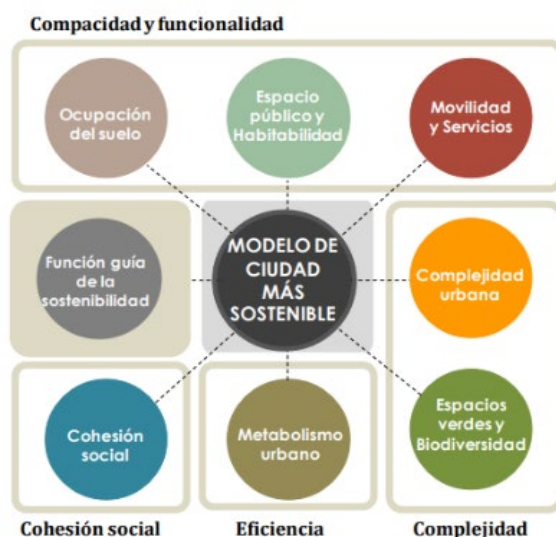 Compacidad y funcionalidad
Ocupación
del suelo
Espacio
público y
Habitabilidad
Movilidad
y Servicios
Función guía
de la
sostenibilidad
MODELO DE
CIUDAD
MÁS
SOSTENIBLE
Complejidad
urbana
Cohesión
social
Metabolismo
urbano
Espacios
verdes y
Biodiversidad
Cohesión social
Eficiencia
Complejidad